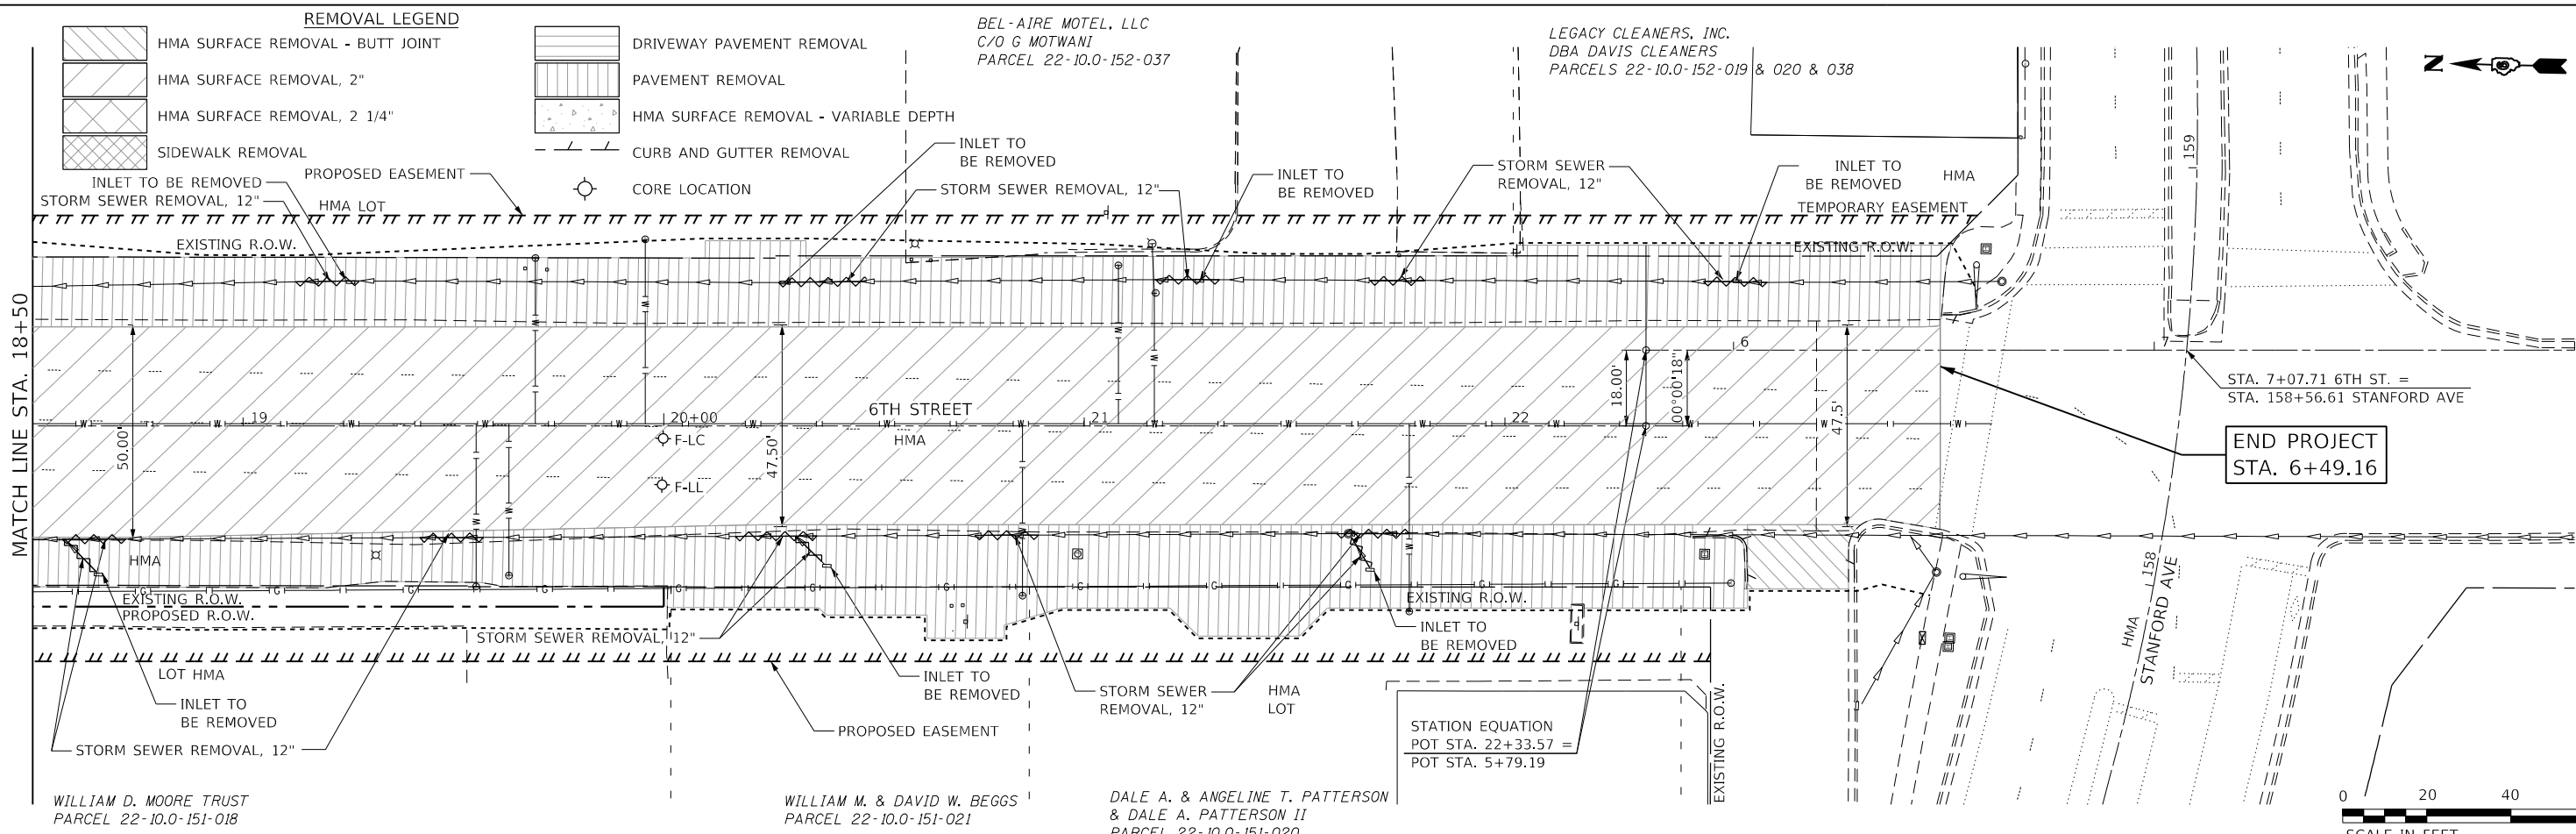 REMOVAL LEGEND
HMA SURFACE REMOVAL - BUTT JOINT
HMA SURFACE REMOVAL, 2"
HMA SURFACE REMOVAL, 2 1/4"
SIDEWALK REMOVAL
DRIVEWAY PAVEMENT REMOVAL
PAVEMENT REMOVAL
HMA SURFACE REMOVAL - VARIABLE DEPTH
CURB AND GUTTER REMOVAL
CORE LOCATION
BEL-AIRE MOTEL, LLC
C/O G MOTWANI
PARCEL 22-10.0-152-037
LEGACY CLEANERS, INC.
DBA DAVIS CLEANERS
PARCELS 22-10.0-152-019 & 020 & 038
N
INLET TO BE REMOVED
STORM SEWER REMOVAL, 12"
PROPOSED EASEMENT
HMA LOT
EXISTING R.O.W.
INLET TO
BE REMOVED
STORM SEWER REMOVAL, 12"
INLET TO
BE REMOVED
STORM SEWER
REMOVAL, 12"
INLET TO
BE REMOVED
HMA
TEMPORARY EASEMENT
EXISTING R.O.W.
159
MATCH LINE STA. 18+50
50.00'
19
20+00
47.50'
6TH STREET
HMA
21
22
18.00'
00°00'18"
6
47.5'
7
F-LC
F-LL
STA. 7+07.71 6TH ST. =
STA. 158+56.61 STANFORD AVE
END PROJECT
STA. 6+49.16
HMA
EXISTING R.O.W.
PROPOSED R.O.W.
LOT HMA
INLET TO
BE REMOVED
STORM SEWER REMOVAL, 12"
STORM SEWER REMOVAL, 12"
INLET TO
BE REMOVED
PROPOSED EASEMENT
STORM SEWER
REMOVAL, 12"
HMA
LOT
EXISTING R.O.W.
INLET TO
BE REMOVED
STATION EQUATION
POT STA. 22+33.57 =
POT STA. 5+79.19
EXISTING R.O.W.
158
HMA
STANFORD AVE
WILLIAM D. MOORE TRUST
PARCEL 22-10.0-151-018
WILLIAM M. & DAVID W. BEGGS
PARCEL 22-10.0-151-021
DALE A. & ANGELINE T. PATTERSON
& DALE A. PATTERSON II
PARCEL 22-10.0-151-020
0 20 40
SCALE IN FEET